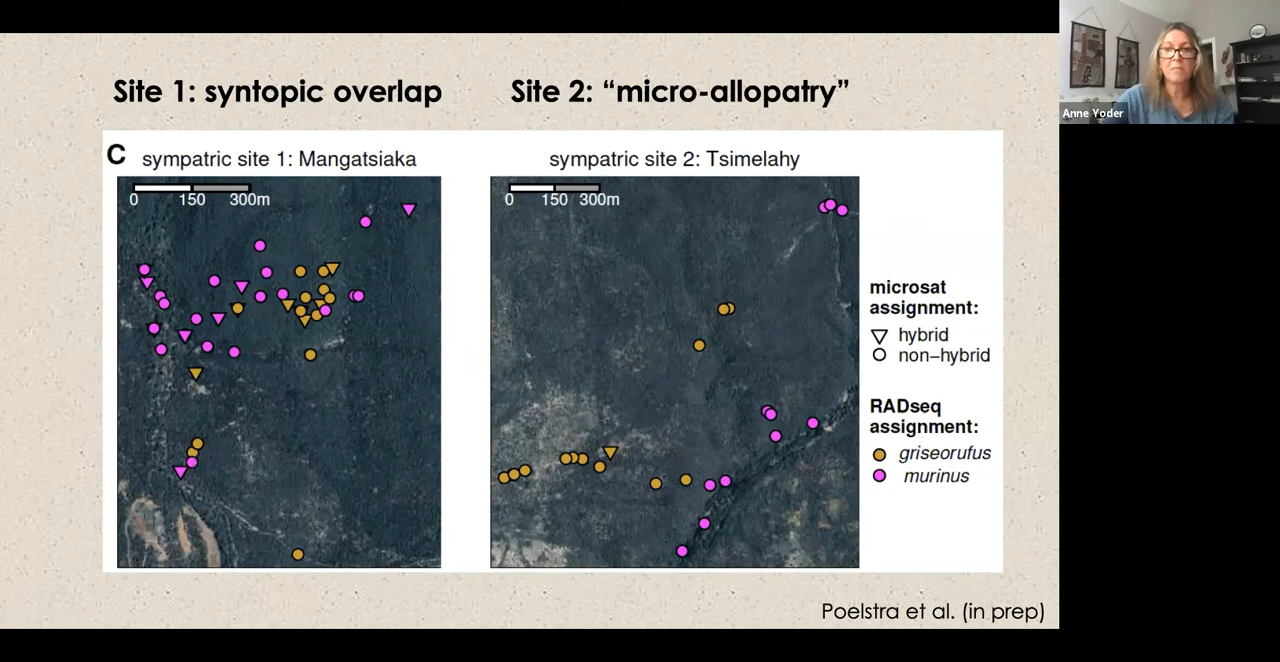 Site 1: syntopic overlap
Site 2: “micro-allopatry”
C
sympatric site 1: Mangatsiaka
sympatric site 2: Tsimelahy
0 150 300m
0 150 300m
microsat
assignment:
hybrid
non–hybrid
RADseq
assignment:
griseorufus
murinus
Poelstra et al. (in prep)
Anne Yoder